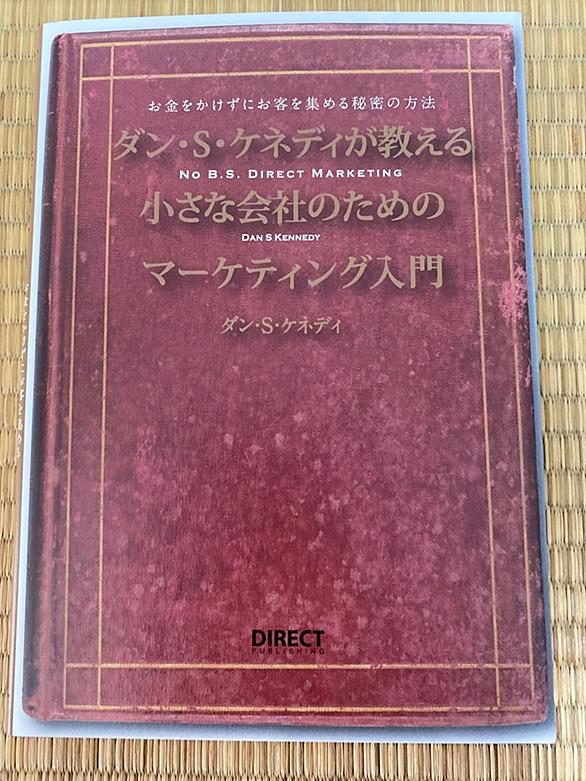 お金をかけずにお客を集める秘密の方法
ダン・S・ケネディが教える
NO B.S. DIRECT MARKETING
小さな会社のための
DAN S KENNEDY
マーケティング入門
ダン・S・ケネディ
DIRECT
PUBLISHING